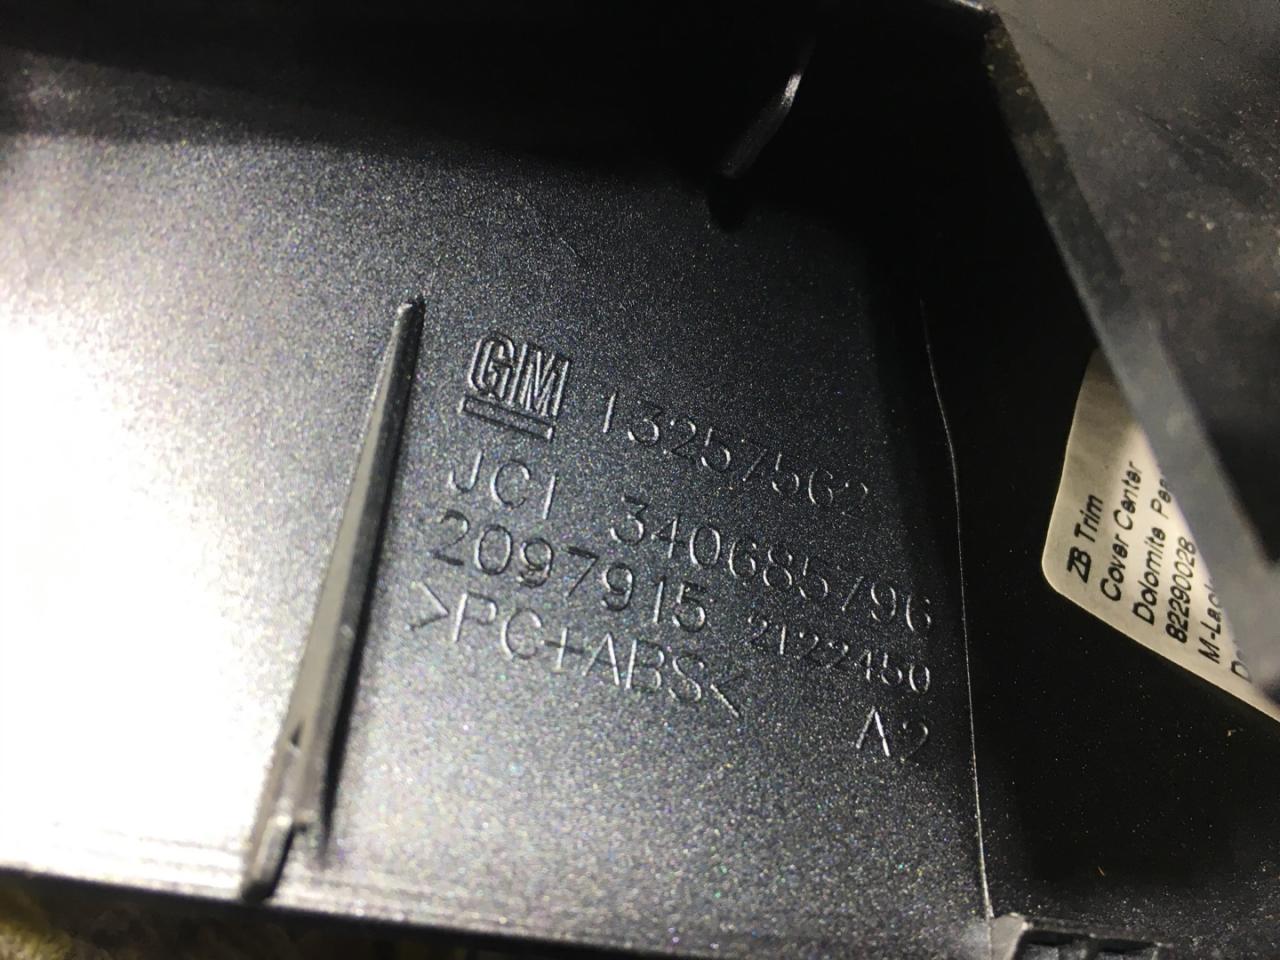 GM 13257562
JCI 340685796
2097915 2122450
>PC+ABS<
A2
ZB Trim
Cover Center
Dolomite
82290028